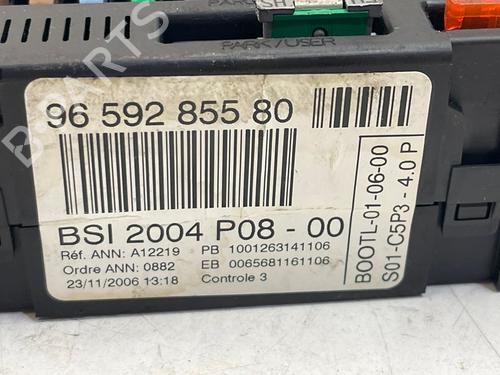 PARK/USER
96 592 855 80
BSI 2004 P08 - 00
Réf. ANN: A12219 PB 1001263141106
Ordre ANN: 0882 EB 0065681161106
23/11/2006 13:18 Controle 3
BOOTL-01-06-00
S01-C5P3 - 4.0 P
B-PARTS